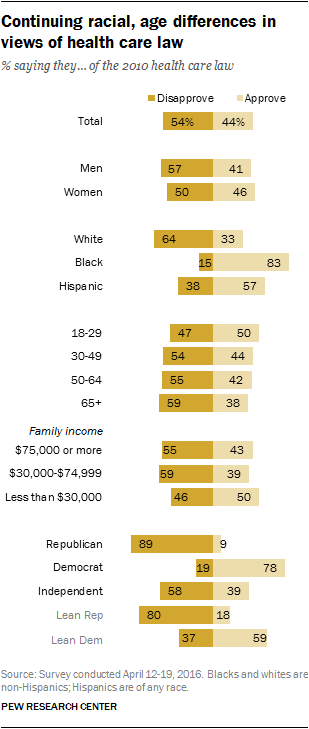 Continuing racial, age differences in
views of health care law
% saying they... of the 2010 health care law
Disapprove Approve
Total 54% 44%
Men 57 41
Women 50 46
White 64 33
Black 15 83
Hispanic 38 57
18-29 47 50
30-49 54 44
50-64 55 42
65+ 59 38
Family income
$75,000 or more 55 43
$30,000-$74,999 59 39
Less than $30,000 46 50
Republican 89 9
Democrat 19 78
Independent 58 39
Lean Rep 80 18
Lean Dem 37 59
Source: Survey conducted April 12-19, 2016. Blacks and whites are
non-Hispanics; Hispanics are of any race.
PEW RESEARCH CENTER